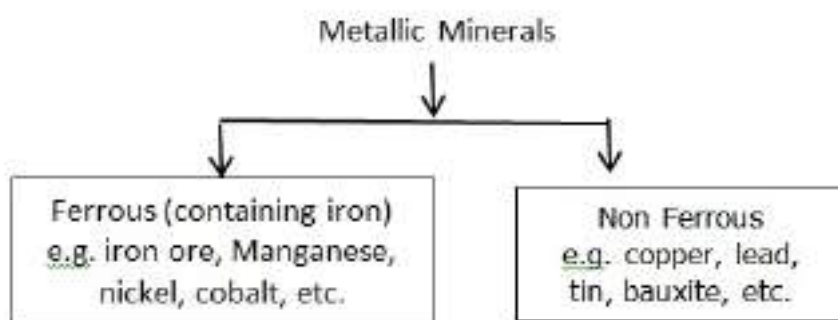 Metallic Minerals
Ferrous (containing iron)
e.g. iron ore, Manganese,
nickel, cobalt, etc.
Non Ferrous
e.g. copper, lead,
tin, bauxite, etc.